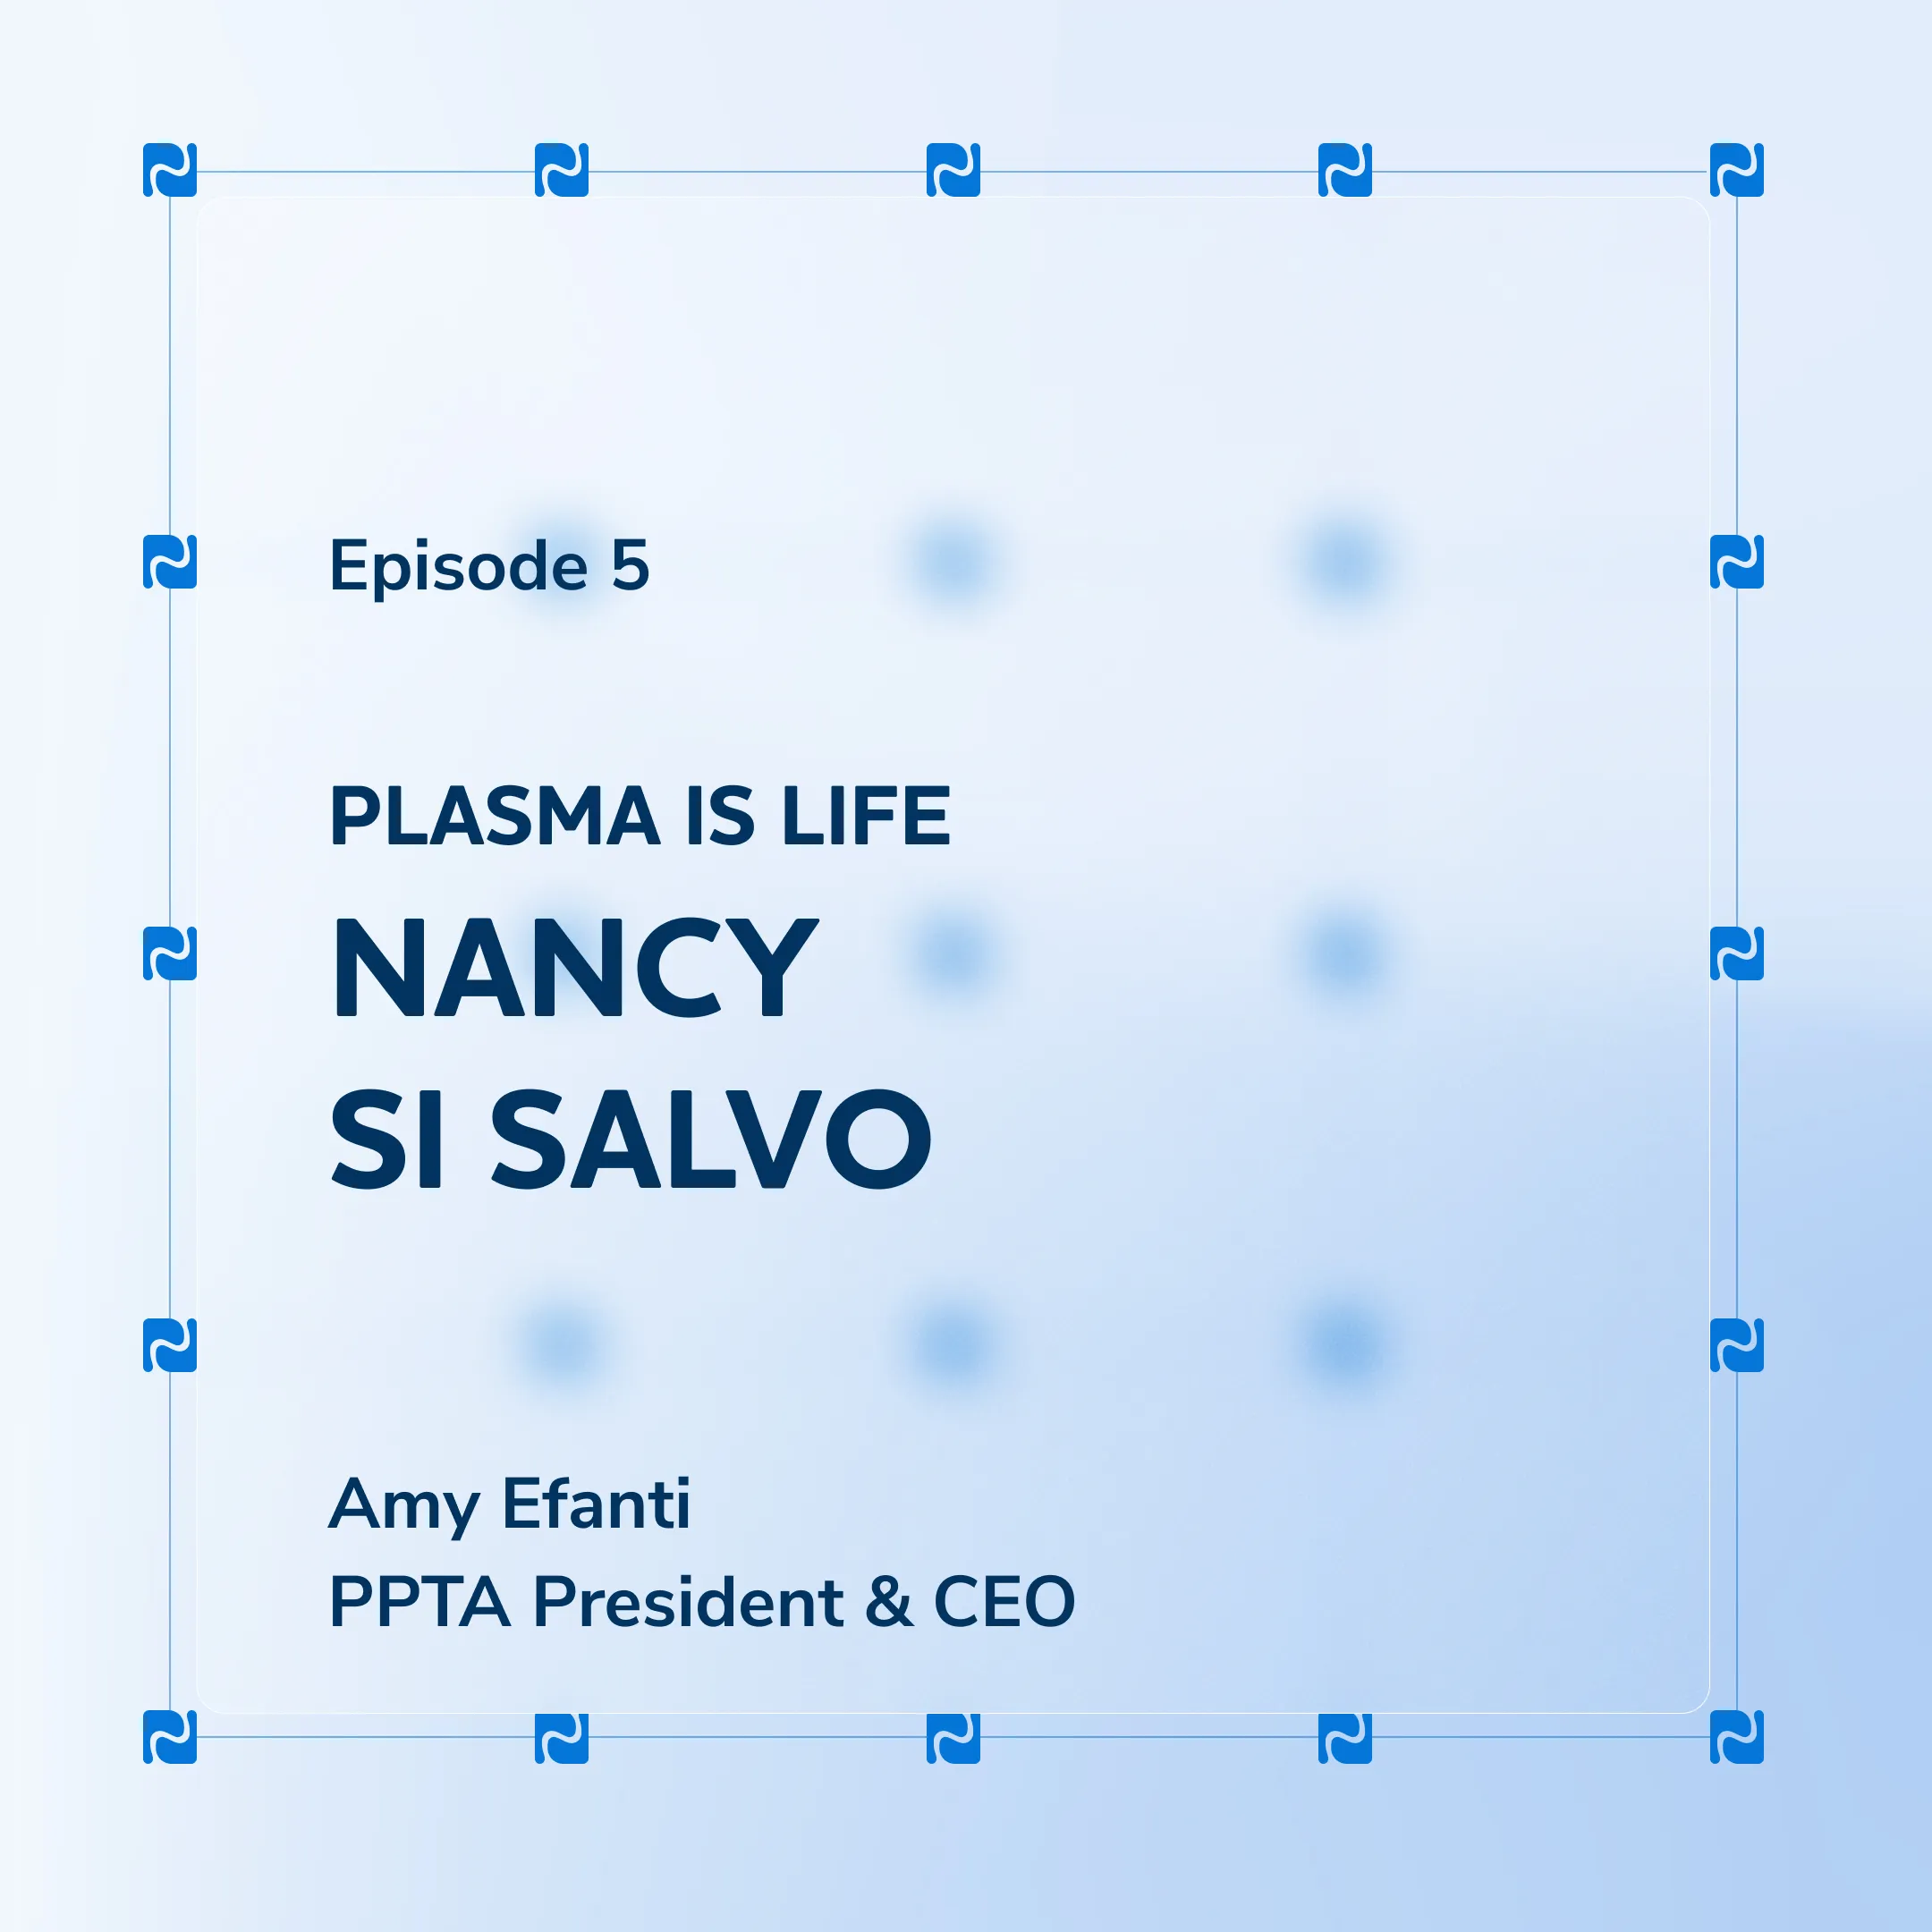 Episode 5
PLASMA IS LIFE
NANCY
SI SALVO
Amy Efanti
PPTA President & CEO